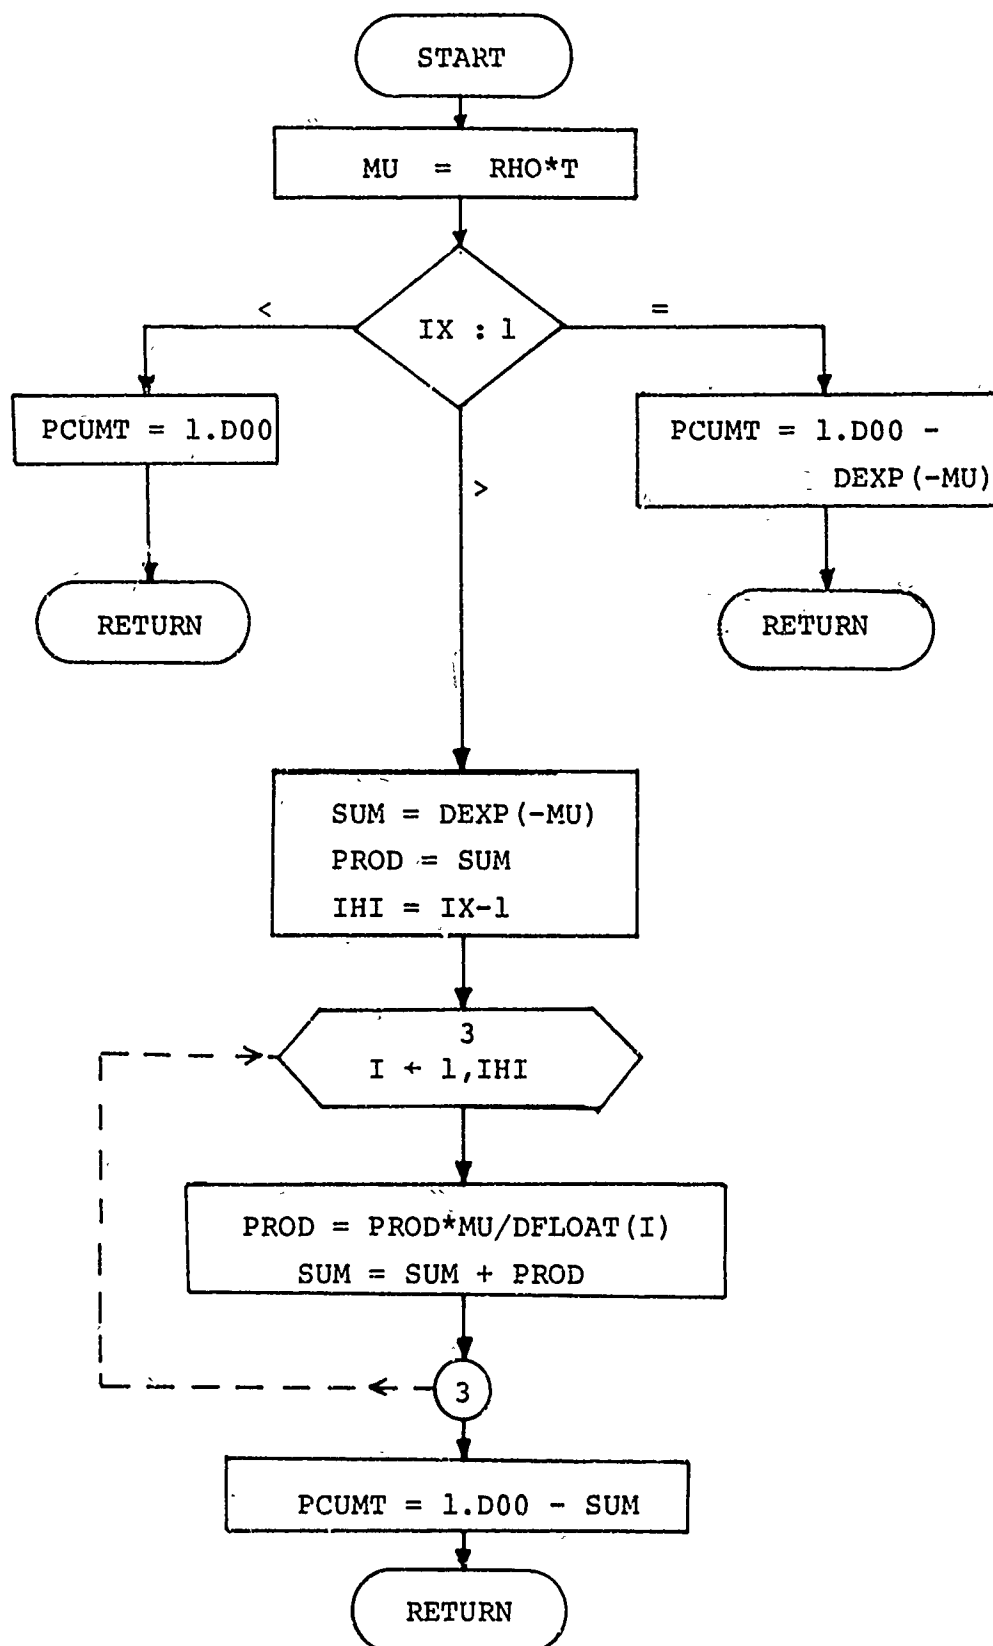 START
MU = RHO*T
IX : 1
<
=
PCUMT = 1.D00
PCUMT = 1.D00 -
DEXP(-MU)
>
RETURN
RETURN
SUM = DEXP(-MU)
PROD = SUM
IHI = IX-1
3
I ← 1,IHI
PROD = PROD*MU/DFLOAT(I)
SUM = SUM + PROD
3
PCUMT = 1.D00 - SUM
RETURN